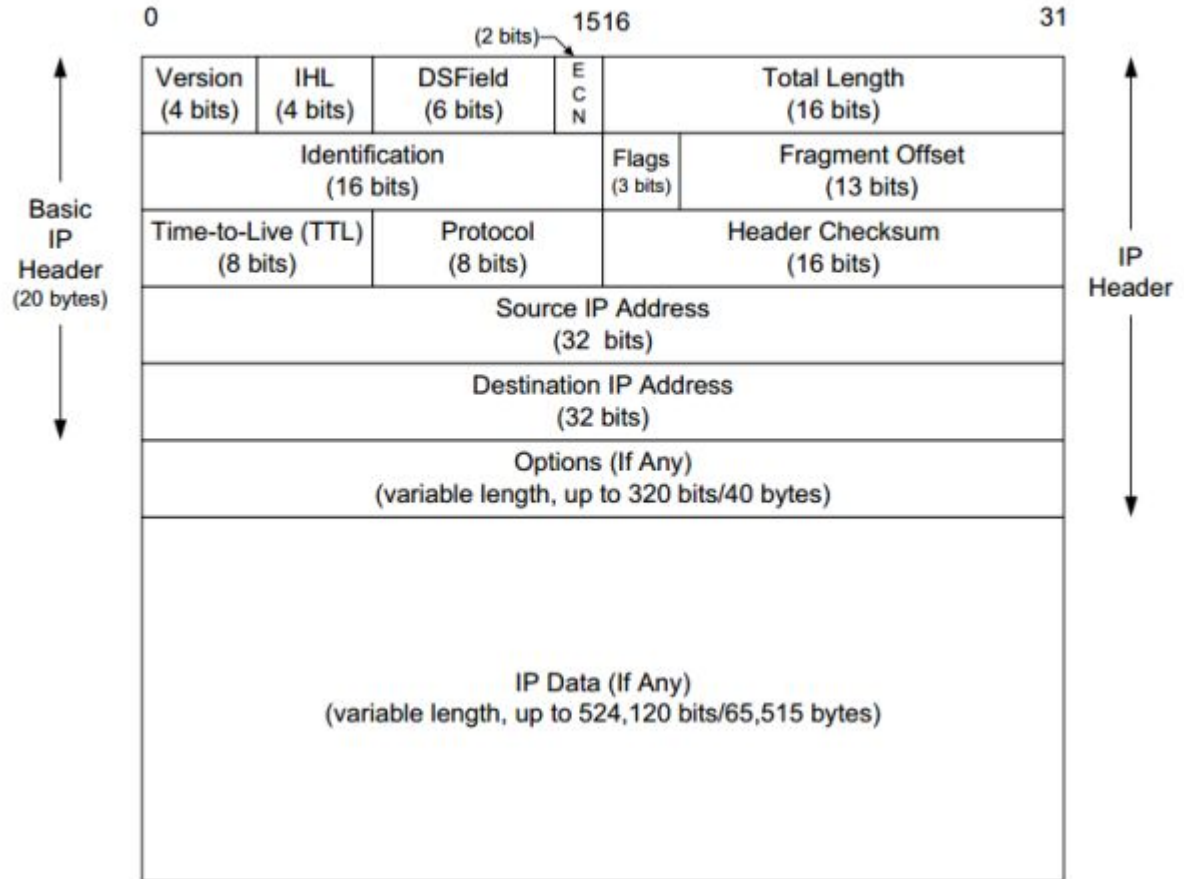 0
1516
31
(2 bits)
Version
(4 bits)
IHL
(4 bits)
DSField
(6 bits)
E
C
N
Total Length
(16 bits)
Identification
(16 bits)
Flags
(3 bits)
Fragment Offset
(13 bits)
Basic
IP
Header
(20 bytes)
Time-to-Live (TTL)
(8 bits)
Protocol
(8 bits)
Header Checksum
(16 bits)
IP
Header
Source IP Address
(32 bits)
Destination IP Address
(32 bits)
Options (If Any)
(variable length, up to 320 bits/40 bytes)
IP Data (If Any)
(variable length, up to 524,120 bits/65,515 bytes)